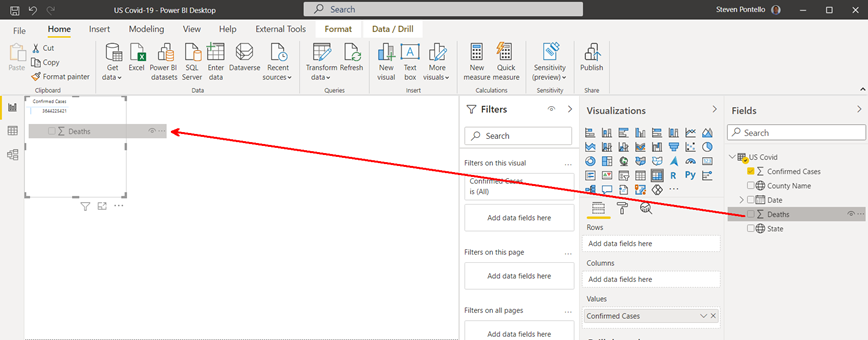 US Covid-19 - Power BI Desktop
Search
Steven Pontello
File
Home
Insert
Modeling
View
Help
External Tools
Format
Data / Drill
Paste
Cut
Copy
Format painter
Clipboard
Get data
Excel
Power BI datasets
SQL Server
Enter data
Dataverse
Recent sources
Data
Transform data
Refresh
Queries
New visual
Text box
More visuals
Insert
New measure
Quick measure
Calculations
Sensitivity (preview)
Sensitivity
Publish
Share
Confirmed Cases
3544225421
Deaths
Filters
Search
Filters on this visual
Confirmed Cases
is (All)
Add data fields here
Filters on this page
Add data fields here
Filters on all pages
Add data fields here
Visualizations
R
Py
Rows
Add data fields here
Columns
Add data fields here
Values
Confirmed Cases
Fields
Search
US Covid
Confirmed Cases
County Name
Date
Deaths
State